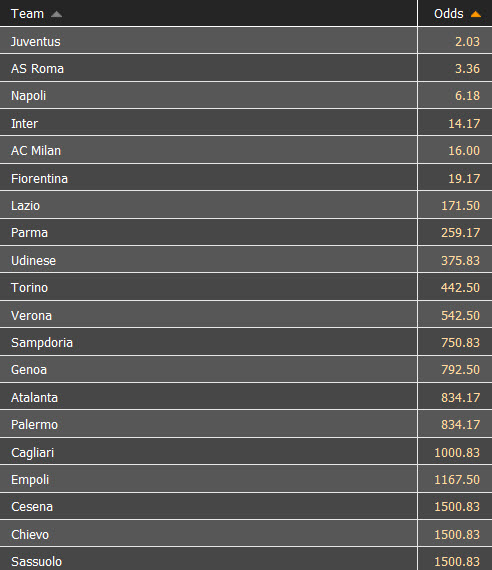 Team Odds
Juventus 2.03
AS Roma 3.36
Napoli 6.18
Inter 14.17
AC Milan 16.00
Fiorentina 19.17
Lazio 171.50
Parma 259.17
Udinese 375.83
Torino 442.50
Verona 542.50
Sampdoria 750.83
Genoa 792.50
Atalanta 834.17
Palermo 834.17
Cagliari 1000.83
Empoli 1167.50
Cesena 1500.83
Chievo 1500.83
Sassuolo 1500.83